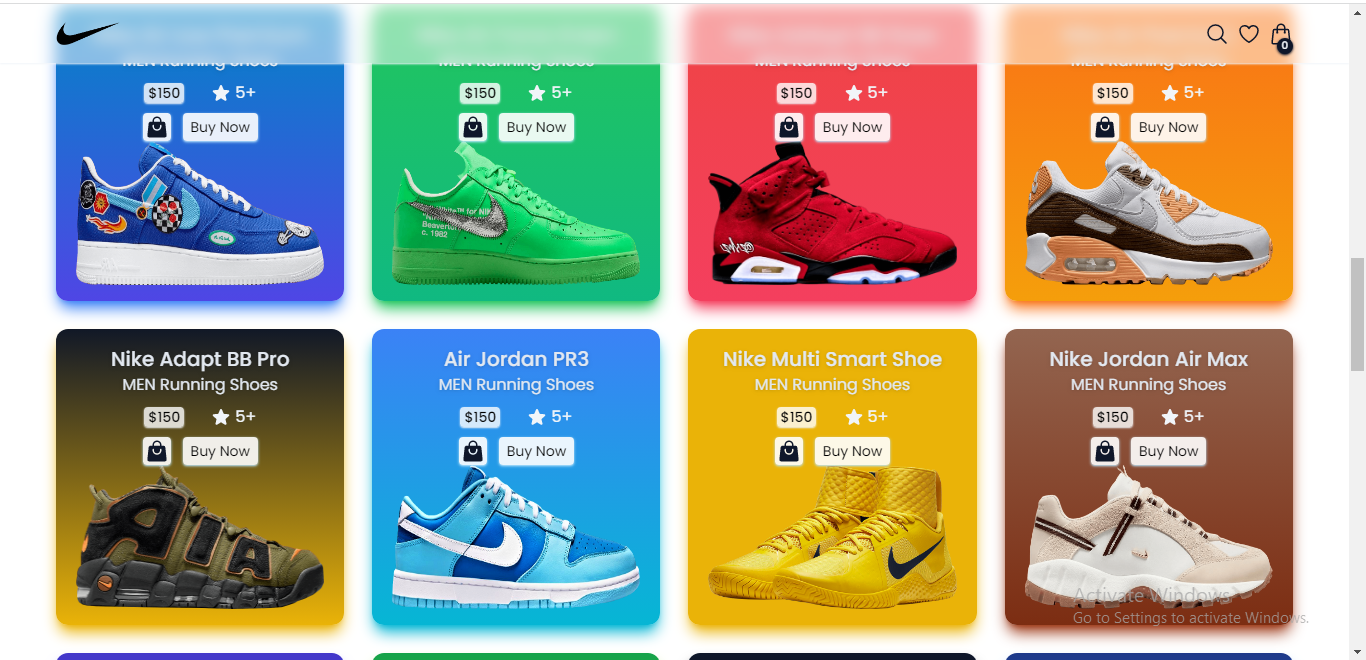 0
MEN Running Shoes
MEN Running Shoes
MEN Running Shoes
MEN Running Shoes
$150 5+
$150 5+
$150 5+
$150 5+
Buy Now
Buy Now
Buy Now
Buy Now
Beaverton
c. 1982
Nike Adapt BB Pro
Air Jordan PR3
Nike Multi Smart Shoe
Nike Jordan Air Max
MEN Running Shoes
MEN Running Shoes
MEN Running Shoes
MEN Running Shoes
$150 5+
$150 5+
$150 5+
$150 5+
Buy Now
Buy Now
Buy Now
Buy Now
Activate Windows
Go to Settings to activate Windows.